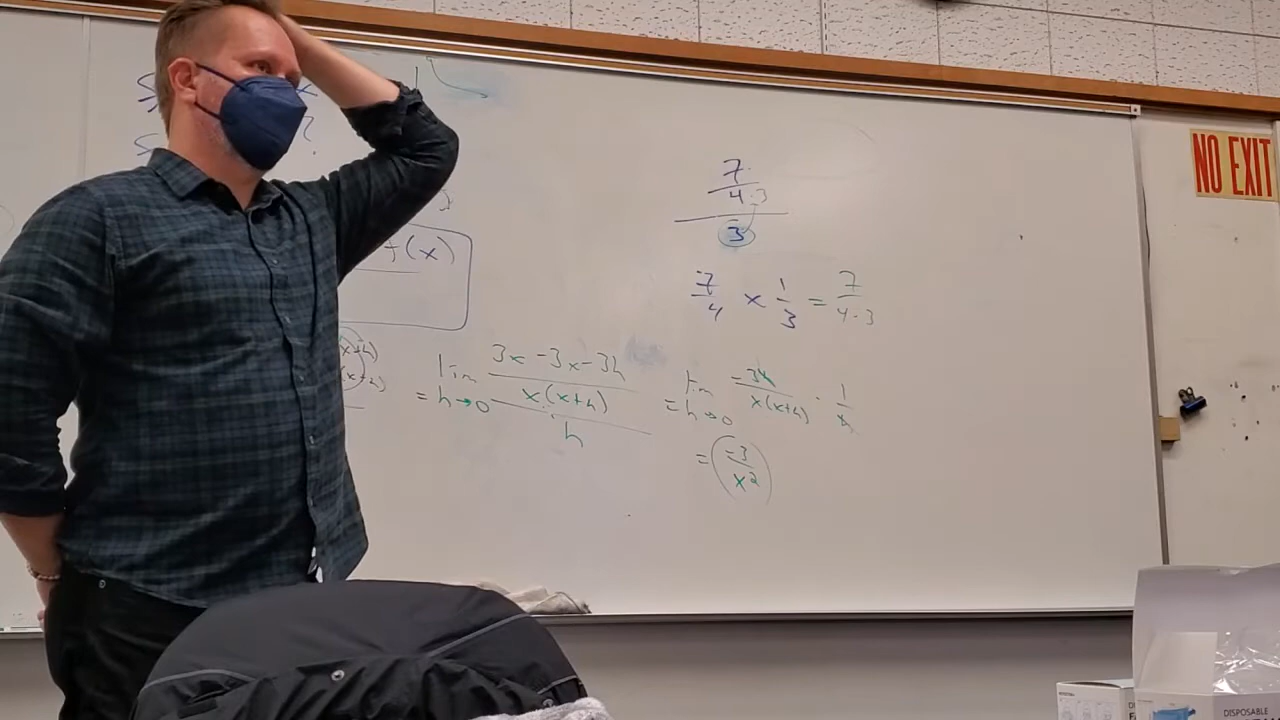 NO EXIT
7
4·3
3
7/4 × 1/3 = 7/4·3
f(x)
(x+h)
(x+h)
= lim h→0 3x-3x-3h / x(x+h) / h = lim h→0 -3h / x(x+h) · 1/h
= -3/x²
DISPOSABLE